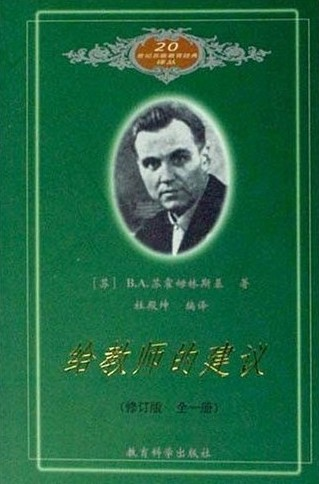 20
世纪苏联教育经典
译丛
［苏］ B.A.苏霍姆林斯基 著
杜殿坤 编译
给教师的建议
（修订版 全一册）
教育科学出版社